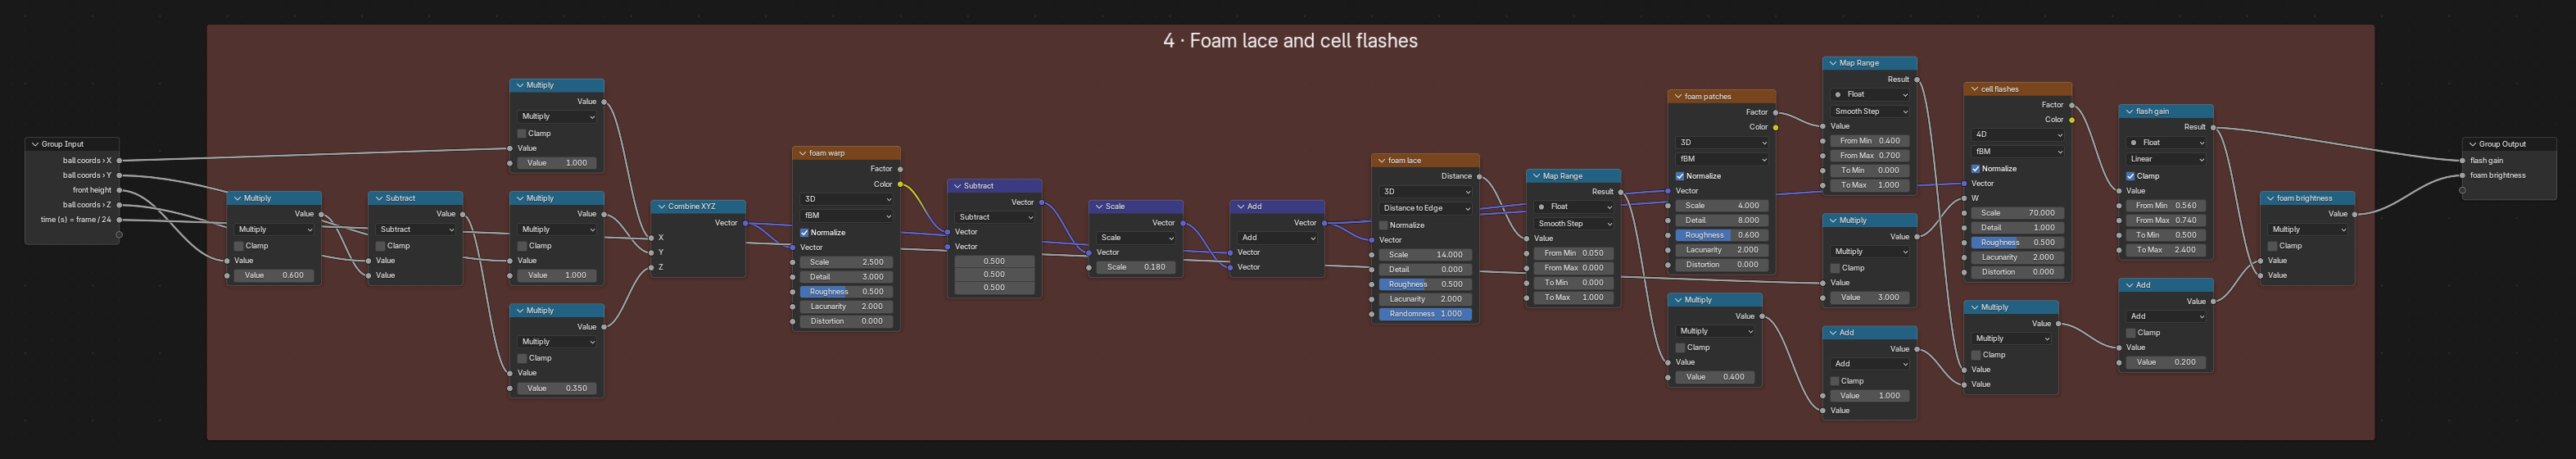 4 · Foam lace and cell flashes
Group Input
ball coords › X
ball coords › Y
front height
ball coords › Z
time (s) = frame / 24
Multiply
Value
Multiply
Clamp
Value
Value 0.600
Subtract
Value
Subtract
Clamp
Value
Value
Multiply
Value
Multiply
Clamp
Value
Value 1.000
Multiply
Value
Multiply
Clamp
Value
Value 1.000
Multiply
Value
Multiply
Clamp
Value
Value 0.350
Combine XYZ
Vector
X
Y
Z
foam warp
Factor
Color
3D
fBM
Normalize
Vector
Scale 2.500
Detail 3.000
Roughness 0.500
Lacunarity 2.000
Distortion 0.000
Subtract
Vector
Subtract
Vector
Vector
0.500
0.500
0.500
Scale
Vector
Scale
Vector
Scale 0.180
Add
Vector
Add
Vector
Vector
foam lace
Distance
3D
Distance to Edge
Normalize
Vector
Scale 14.000
Detail 0.000
Roughness 0.500
Lacunarity 2.000
Randomness 1.000
Map Range
Result
Float
Smooth Step
Value
From Min 0.050
From Max 0.000
To Min 0.000
To Max 1.000
foam patches
Factor
Color
3D
fBM
Normalize
Vector
Scale 4.000
Detail 8.000
Roughness 0.600
Lacunarity 2.000
Distortion 0.000
Multiply
Value
Multiply
Clamp
Value
Value 0.400
Map Range
Result
Float
Smooth Step
Value
From Min 0.400
From Max 0.700
To Min 0.000
To Max 1.000
Multiply
Value
Multiply
Clamp
Value
Value 3.000
Add
Value
Add
Clamp
Value 1.000
Value
cell flashes
Factor
Color
4D
fBM
Normalize
Vector
W
Scale 70.000
Detail 1.000
Roughness 0.500
Lacunarity 2.000
Distortion 0.000
Multiply
Value
Multiply
Clamp
Value
Value
flash gain
Result
Float
Linear
Clamp
Value
From Min 0.560
From Max 0.740
To Min 0.500
To Max 2.400
Add
Value
Add
Clamp
Value
Value 0.200
foam brightness
Value
Multiply
Clamp
Value
Value
Group Output
flash gain
foam brightness